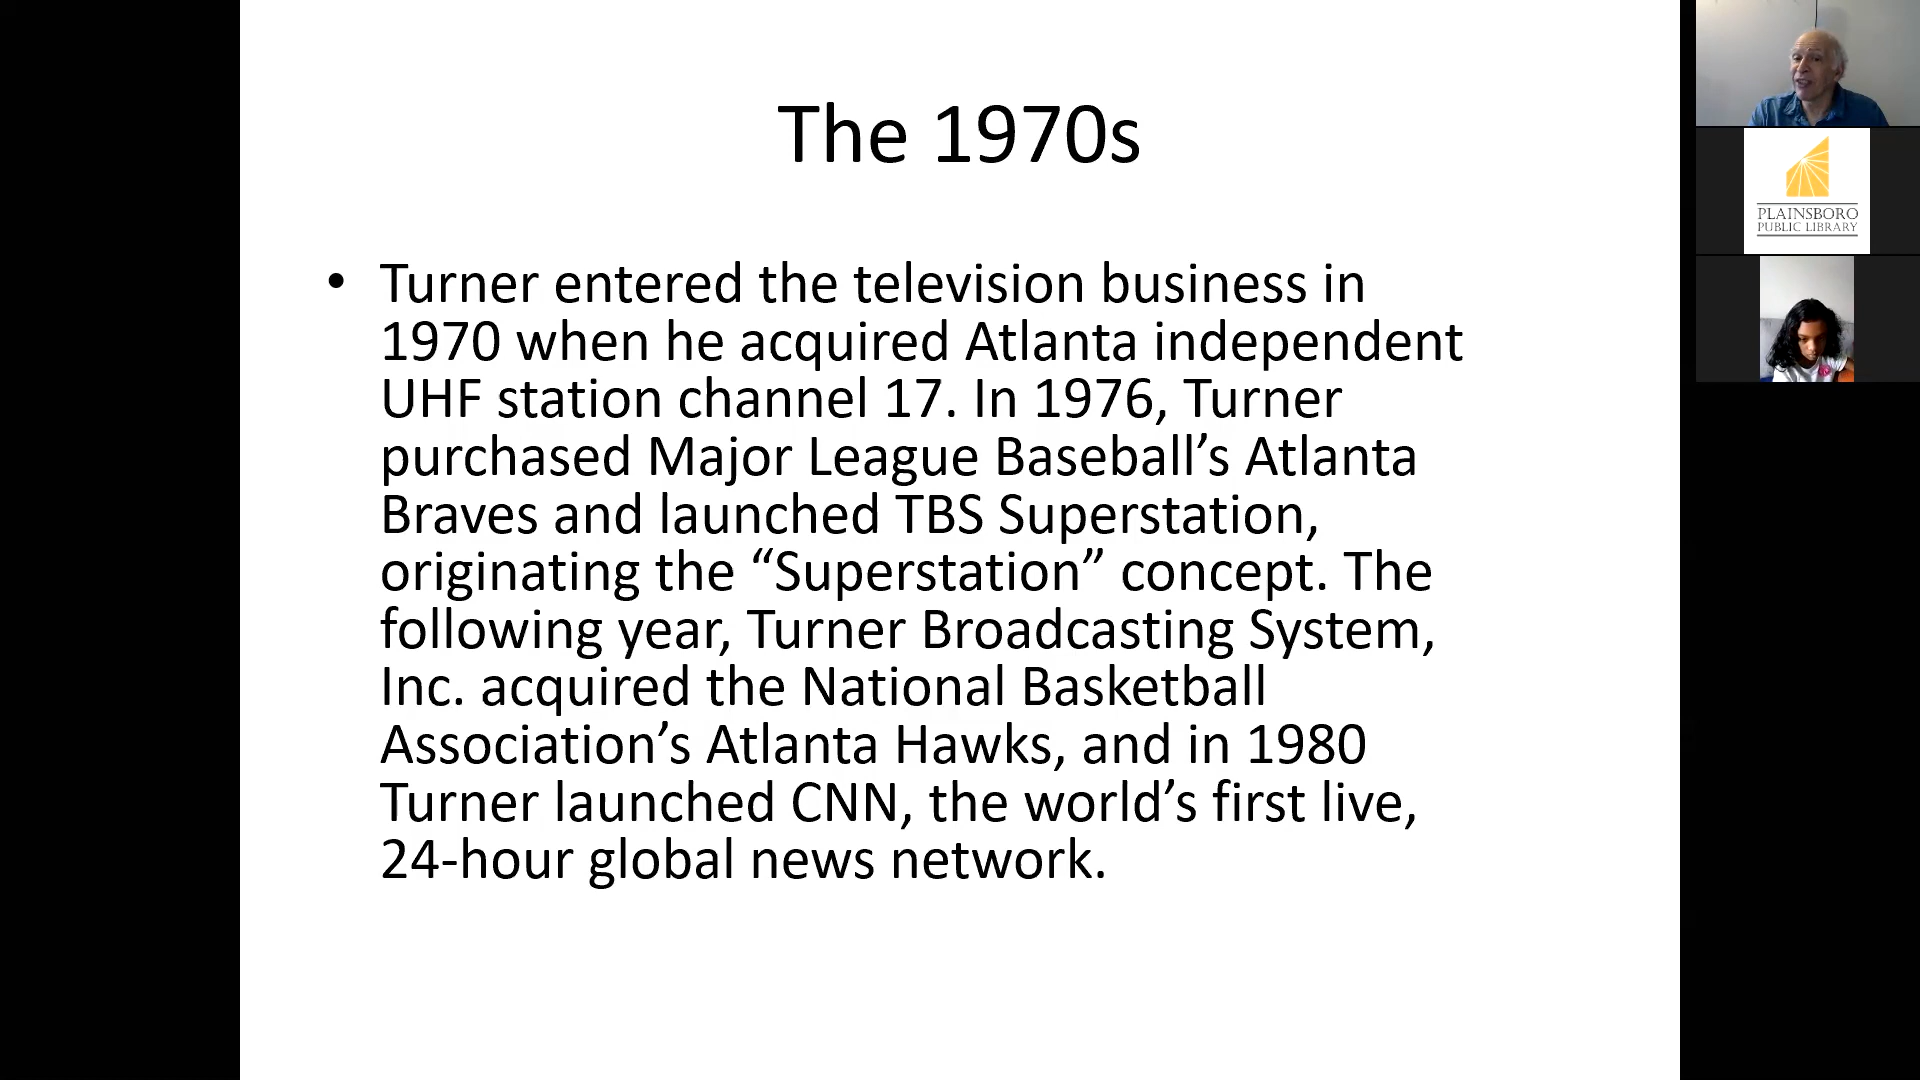 The 1970s
• Turner entered the television business in
1970 when he acquired Atlanta independent
UHF station channel 17. In 1976, Turner
purchased Major League Baseball’s Atlanta
Braves and launched TBS Superstation,
originating the “Superstation” concept. The
following year, Turner Broadcasting System,
Inc. acquired the National Basketball
Association’s Atlanta Hawks, and in 1980
Turner launched CNN, the world’s first live,
24-hour global news network.
PLAINSBORO
PUBLIC LIBRARY